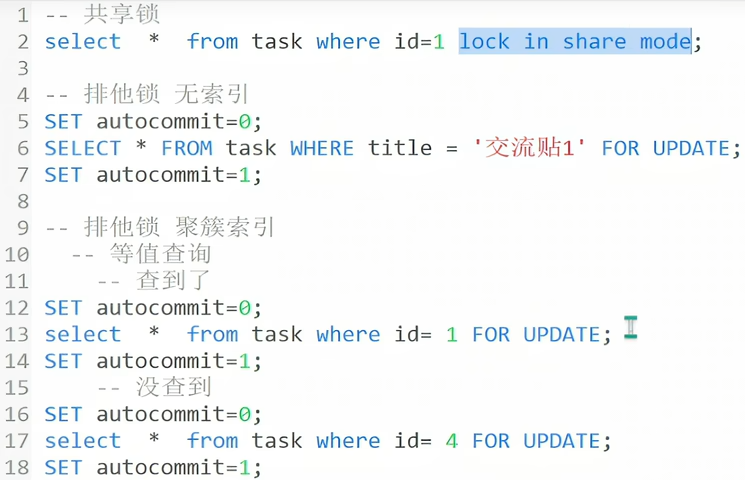 1 -- 共享锁
2 select  *  from task where id=1 lock in share mode;
3
4 -- 排他锁 无索引
5 SET autocommit=0;
6 SELECT * FROM task WHERE title = '交流贴1' FOR UPDATE;
7 SET autocommit=1;
8
9 -- 排他锁 聚簇索引
10   -- 等值查询
11     -- 查到了
12 SET autocommit=0;
13 select  *  from task where id= 1 FOR UPDATE;
14 SET autocommit=1;
15     -- 没查到
16 SET autocommit=0;
17 select  *  from task where id= 4 FOR UPDATE;
18 SET autocommit=1;